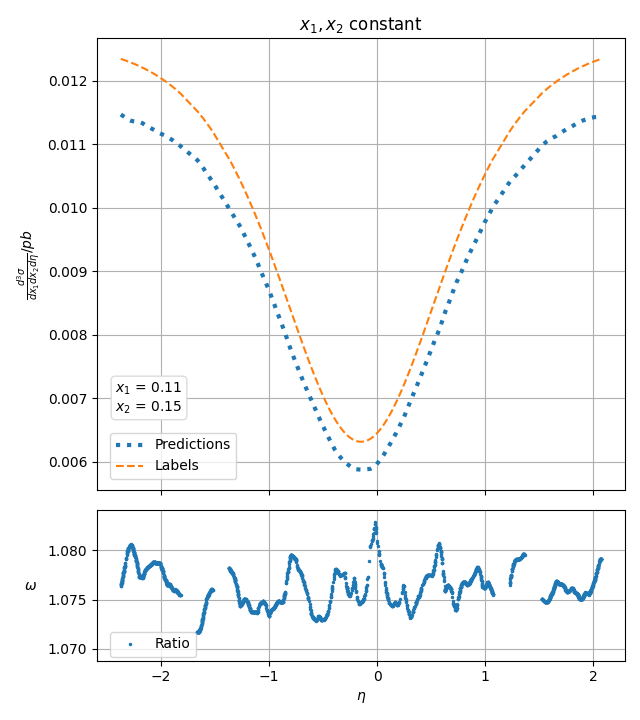 x₁, x₂ constant
0.012
0.011
0.010
0.009
0.008
0.007
0.006
d³σ/dx₁dx₂dη /pb
x₁ = 0.11
x₂ = 0.15
Predictions
Labels
1.080
1.075
1.070
ω
Ratio
−2 −1 0 1 2
η